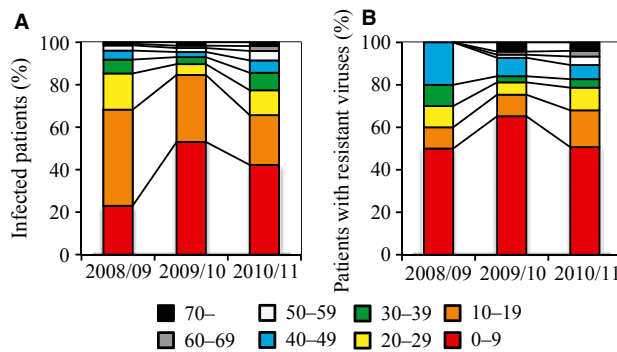 A
Infected patients (%)
100
80
60
40
20
0
2008/09 2009/10 2010/11
B
Patients with resistant viruses (%)
100
80
60
40
20
0
2008/09 2009/10 2010/11
70– 50–59 30–39 10–19
60–69 40–49 20–29 0–9